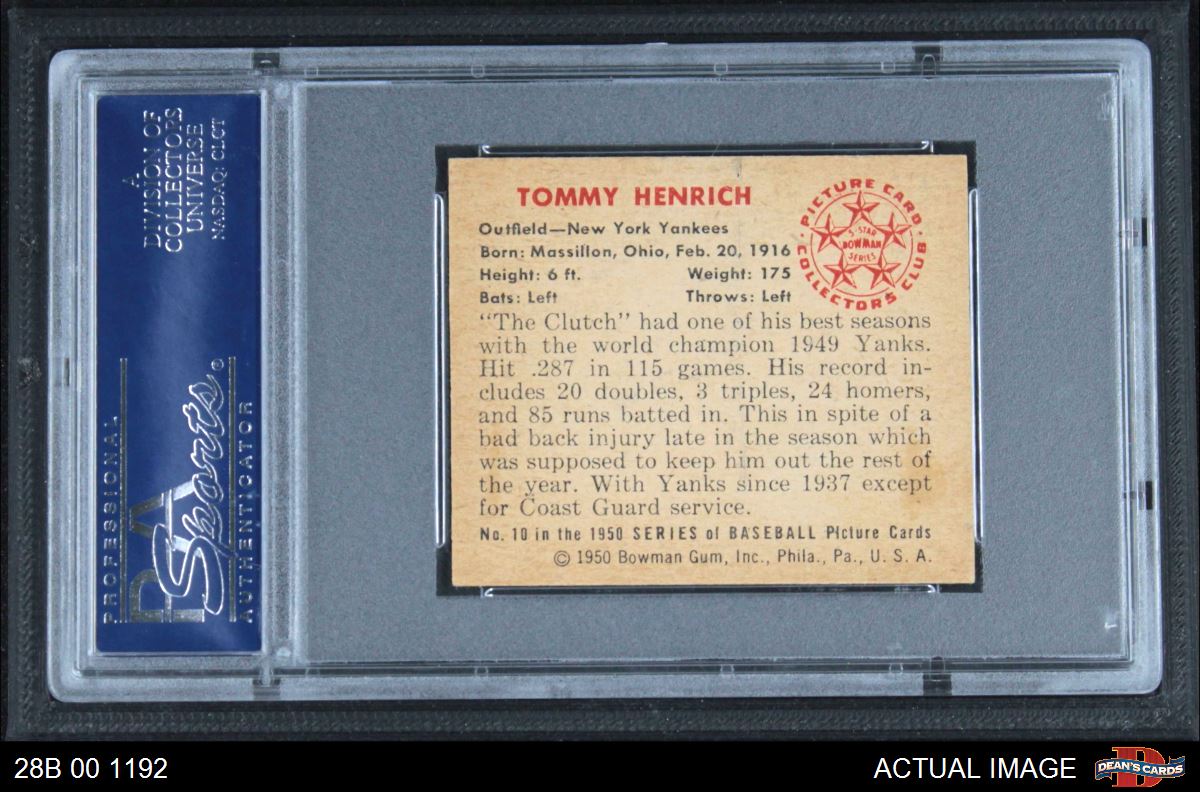 A
DIVISION OF
COLLECTORS
UNIVERSE
NASDAQ: CLCT
PROFESSIONAL
PSA
Sports®
AUTHENTICATOR
TOMMY HENRICH
Outfield—New York Yankees
Born: Massillon, Ohio, Feb. 20, 1916
Height: 6 ft. Weight: 175
Bats: Left Throws: Left
· PICTURE CARD ·
COLLECTORS CLUB
5-STAR
BOWMAN
SERIES
"The Clutch" had one of his best seasons
with the world champion 1949 Yanks.
Hit .287 in 115 games. His record in-
cludes 20 doubles, 3 triples, 24 homers,
and 85 runs batted in. This in spite of a
bad back injury late in the season which
was supposed to keep him out the rest of
the year. With Yanks since 1937 except
for Coast Guard service.
No. 10 in the 1950 SERIES of BASEBALL Picture Cards
© 1950 Bowman Gum, Inc., Phila., Pa., U. S. A.
28B 00 1192
ACTUAL IMAGE
D
DEAN'S CARDS